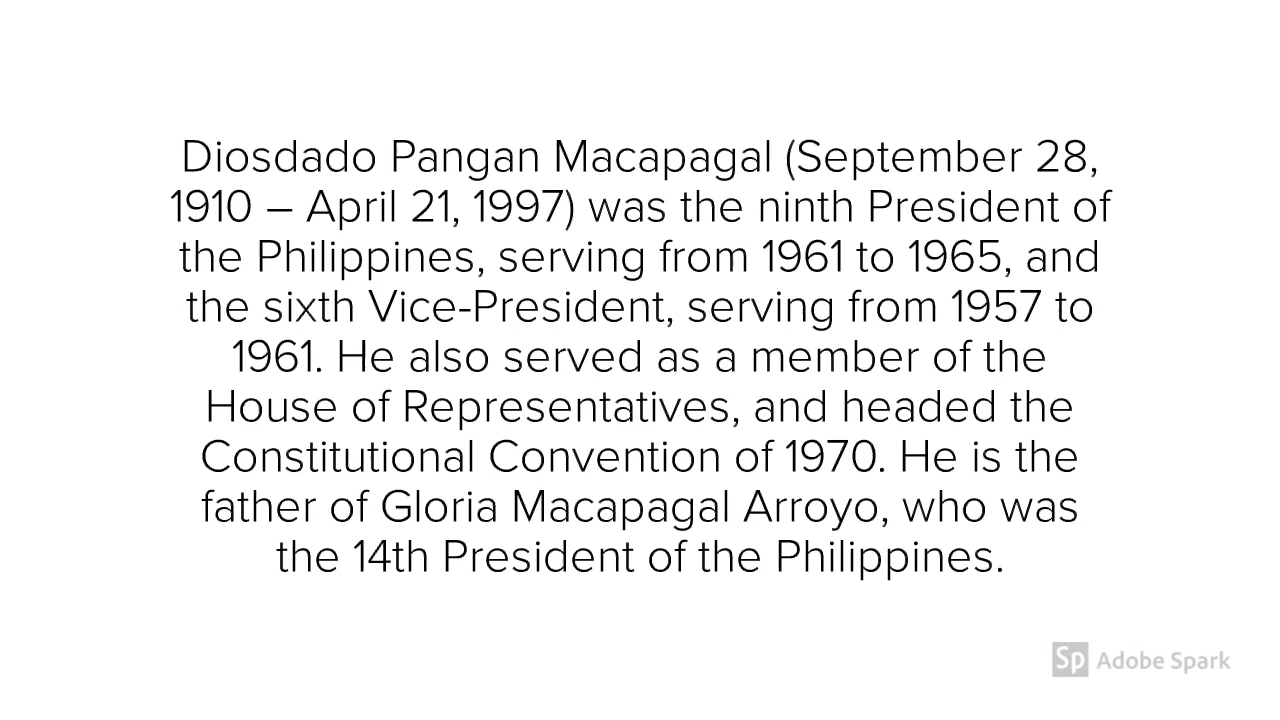 Diosdado Pangan Macapagal (September 28,
1910 – April 21, 1997) was the ninth President of
the Philippines, serving from 1961 to 1965, and
the sixth Vice-President, serving from 1957 to
1961. He also served as a member of the
House of Representatives, and headed the
Constitutional Convention of 1970. He is the
father of Gloria Macapagal Arroyo, who was
the 14th President of the Philippines.
Sp Adobe Spark